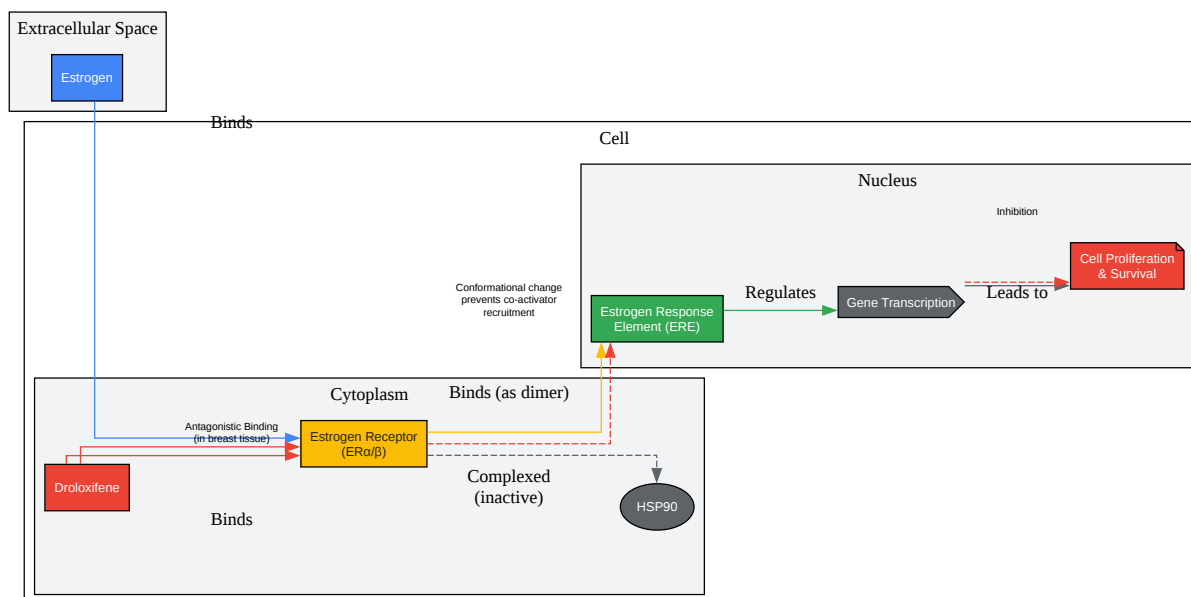 Extracellular Space
Estrogen
Binds
Cell
Nucleus
Inhibition
Cell Proliferation
& Survival
Conformational change
prevents co-activator
recruitment
Estrogen Response
Element (ERE)
Regulates
Gene Transcription
Leads to
Cytoplasm
Binds (as dimer)
Antagonistic Binding
(in breast tissue)
Estrogen Receptor
(ERα/β)
Droloxifene
Complexed
(inactive)
HSP90
Binds